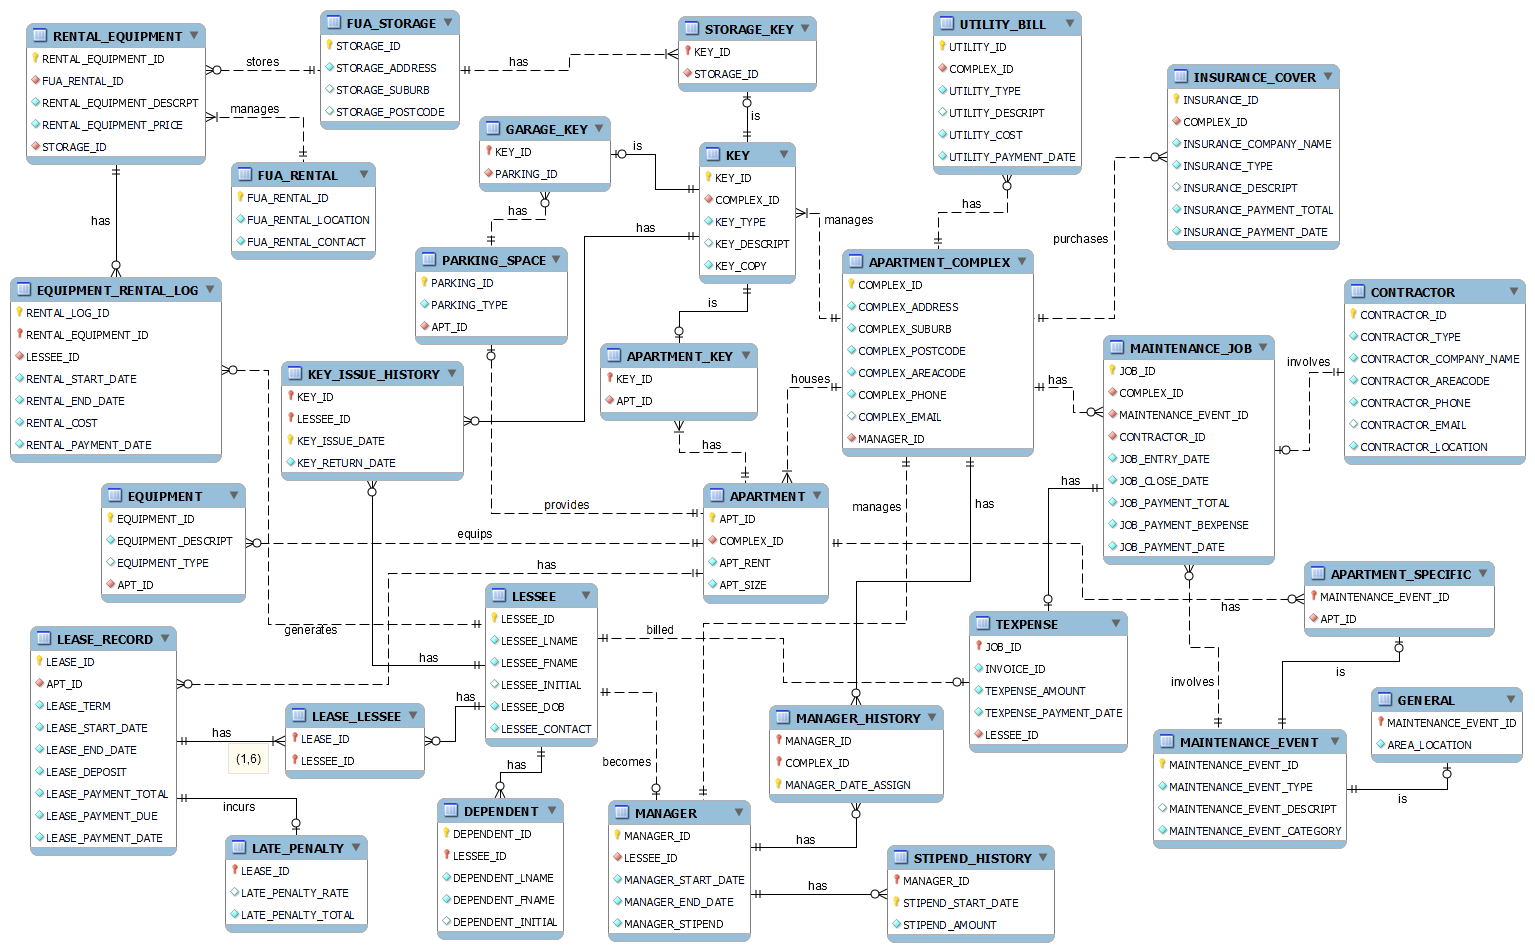 RENTAL_EQUIPMENT
RENTAL_EQUIPMENT_ID
FUA_RENTAL_ID
RENTAL_EQUIPMENT_DESCRPT
RENTAL_EQUIPMENT_PRICE
STORAGE_ID
stores
manages
has
FUA_STORAGE
STORAGE_ID
STORAGE_ADDRESS
STORAGE_SUBURB
STORAGE_POSTCODE
has
STORAGE_KEY
KEY_ID
STORAGE_ID
is
UTILITY_BILL
UTILITY_ID
COMPLEX_ID
UTILITY_TYPE
UTILITY_DESCRIPT
UTILITY_COST
UTILITY_PAYMENT_DATE
has
INSURANCE_COVER
INSURANCE_ID
COMPLEX_ID
INSURANCE_COMPANY_NAME
INSURANCE_TYPE
INSURANCE_DESCRIPT
INSURANCE_PAYMENT_TOTAL
INSURANCE_PAYMENT_DATE
purchases
FUA_RENTAL
FUA_RENTAL_ID
FUA_RENTAL_LOCATION
FUA_RENTAL_CONTACT
GARAGE_KEY
KEY_ID
PARKING_ID
is
has
KEY
KEY_ID
COMPLEX_ID
KEY_TYPE
KEY_DESCRIPT
KEY_COPY
manages
has
is
PARKING_SPACE
PARKING_ID
PARKING_TYPE
APT_ID
APARTMENT_COMPLEX
COMPLEX_ID
COMPLEX_ADDRESS
COMPLEX_SUBURB
COMPLEX_POSTCODE
COMPLEX_AREACODE
COMPLEX_PHONE
COMPLEX_EMAIL
MANAGER_ID
houses
has
EQUIPMENT_RENTAL_LOG
RENTAL_LOG_ID
RENTAL_EQUIPMENT_ID
LESSEE_ID
RENTAL_START_DATE
RENTAL_END_DATE
RENTAL_COST
RENTAL_PAYMENT_DATE
KEY_ISSUE_HISTORY
KEY_ID
LESSEE_ID
KEY_ISSUE_DATE
KEY_RETURN_DATE
APARTMENT_KEY
KEY_ID
APT_ID
has
MAINTENANCE_JOB
JOB_ID
COMPLEX_ID
MAINTENANCE_EVENT_ID
CONTRACTOR_ID
JOB_ENTRY_DATE
JOB_CLOSE_DATE
JOB_PAYMENT_TOTAL
JOB_PAYMENT_BEXPENSE
JOB_PAYMENT_DATE
involves
CONTRACTOR
CONTRACTOR_ID
CONTRACTOR_TYPE
CONTRACTOR_COMPANY_NAME
CONTRACTOR_AREACODE
CONTRACTOR_PHONE
CONTRACTOR_EMAIL
CONTRACTOR_LOCATION
EQUIPMENT
EQUIPMENT_ID
EQUIPMENT_DESCRIPT
EQUIPMENT_TYPE
APT_ID
provides
equips
has
APARTMENT
APT_ID
COMPLEX_ID
APT_RENT
APT_SIZE
manages
has
has
has
APARTMENT_SPECIFIC
MAINTENANCE_EVENT_ID
APT_ID
is
LEASE_RECORD
LEASE_ID
APT_ID
LEASE_TERM
LEASE_START_DATE
LEASE_END_DATE
LEASE_DEPOSIT
LEASE_PAYMENT_TOTAL
LEASE_PAYMENT_DUE
LEASE_PAYMENT_DATE
generates
has
has
has
(1,6)
incurs
LEASE_LESSEE
LEASE_ID
LESSEE_ID
LESSEE
LESSEE_ID
LESSEE_LNAME
LESSEE_FNAME
LESSEE_INITIAL
LESSEE_DOB
LESSEE_CONTACT
billed
becomes
has
TEXPENSE
JOB_ID
INVOICE_ID
TEXPENSE_AMOUNT
TEXPENSE_PAYMENT_DATE
LESSEE_ID
involves
MANAGER_HISTORY
MANAGER_ID
COMPLEX_ID
MANAGER_DATE_ASSIGN
GENERAL
MAINTENANCE_EVENT_ID
AREA_LOCATION
is
MAINTENANCE_EVENT
MAINTENANCE_EVENT_ID
MAINTENANCE_EVENT_TYPE
MAINTENANCE_EVENT_DESCRIPT
MAINTENANCE_EVENT_CATEGORY
LATE_PENALTY
LEASE_ID
LATE_PENALTY_RATE
LATE_PENALTY_TOTAL
DEPENDENT
DEPENDENT_ID
LESSEE_ID
DEPENDENT_LNAME
DEPENDENT_FNAME
DEPENDENT_INITIAL
MANAGER
MANAGER_ID
LESSEE_ID
MANAGER_START_DATE
MANAGER_END_DATE
MANAGER_STIPEND
has
has
STIPEND_HISTORY
MANAGER_ID
STIPEND_START_DATE
STIPEND_AMOUNT